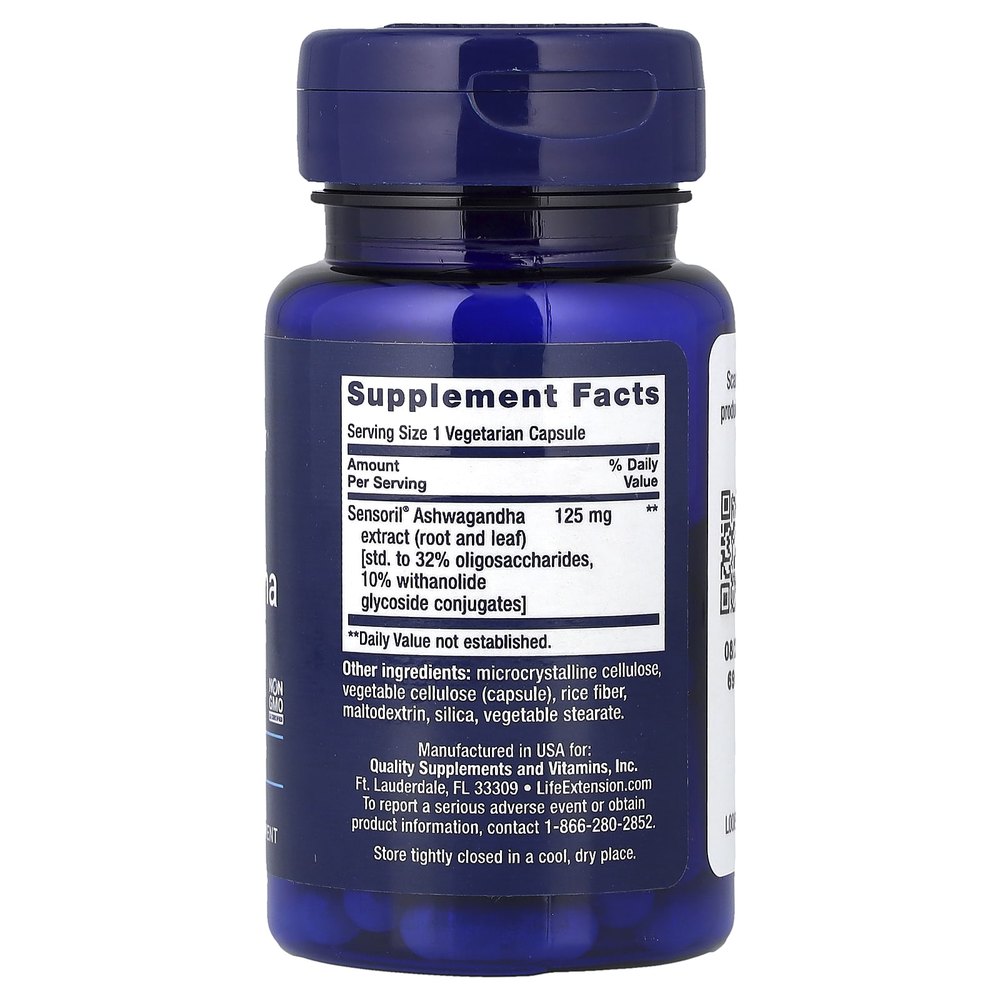 Supplement Facts
Serving Size 1 Vegetarian Capsule
Amount Per Serving % Daily Value
Sensoril® Ashwagandha 125 mg **
extract (root and leaf)
[std. to 32% oligosaccharides,
10% withanolide
glycoside conjugates]
**Daily Value not established.
Other ingredients: microcrystalline cellulose,
vegetable cellulose (capsule), rice fiber,
maltodextrin, silica, vegetable stearate.
Manufactured in USA for:
Quality Supplements and Vitamins, Inc.
Ft. Lauderdale, FL 33309 • LifeExtension.com
To report a serious adverse event or obtain
product information, contact 1-866-280-2852.
Store tightly closed in a cool, dry place.
NON
GMO